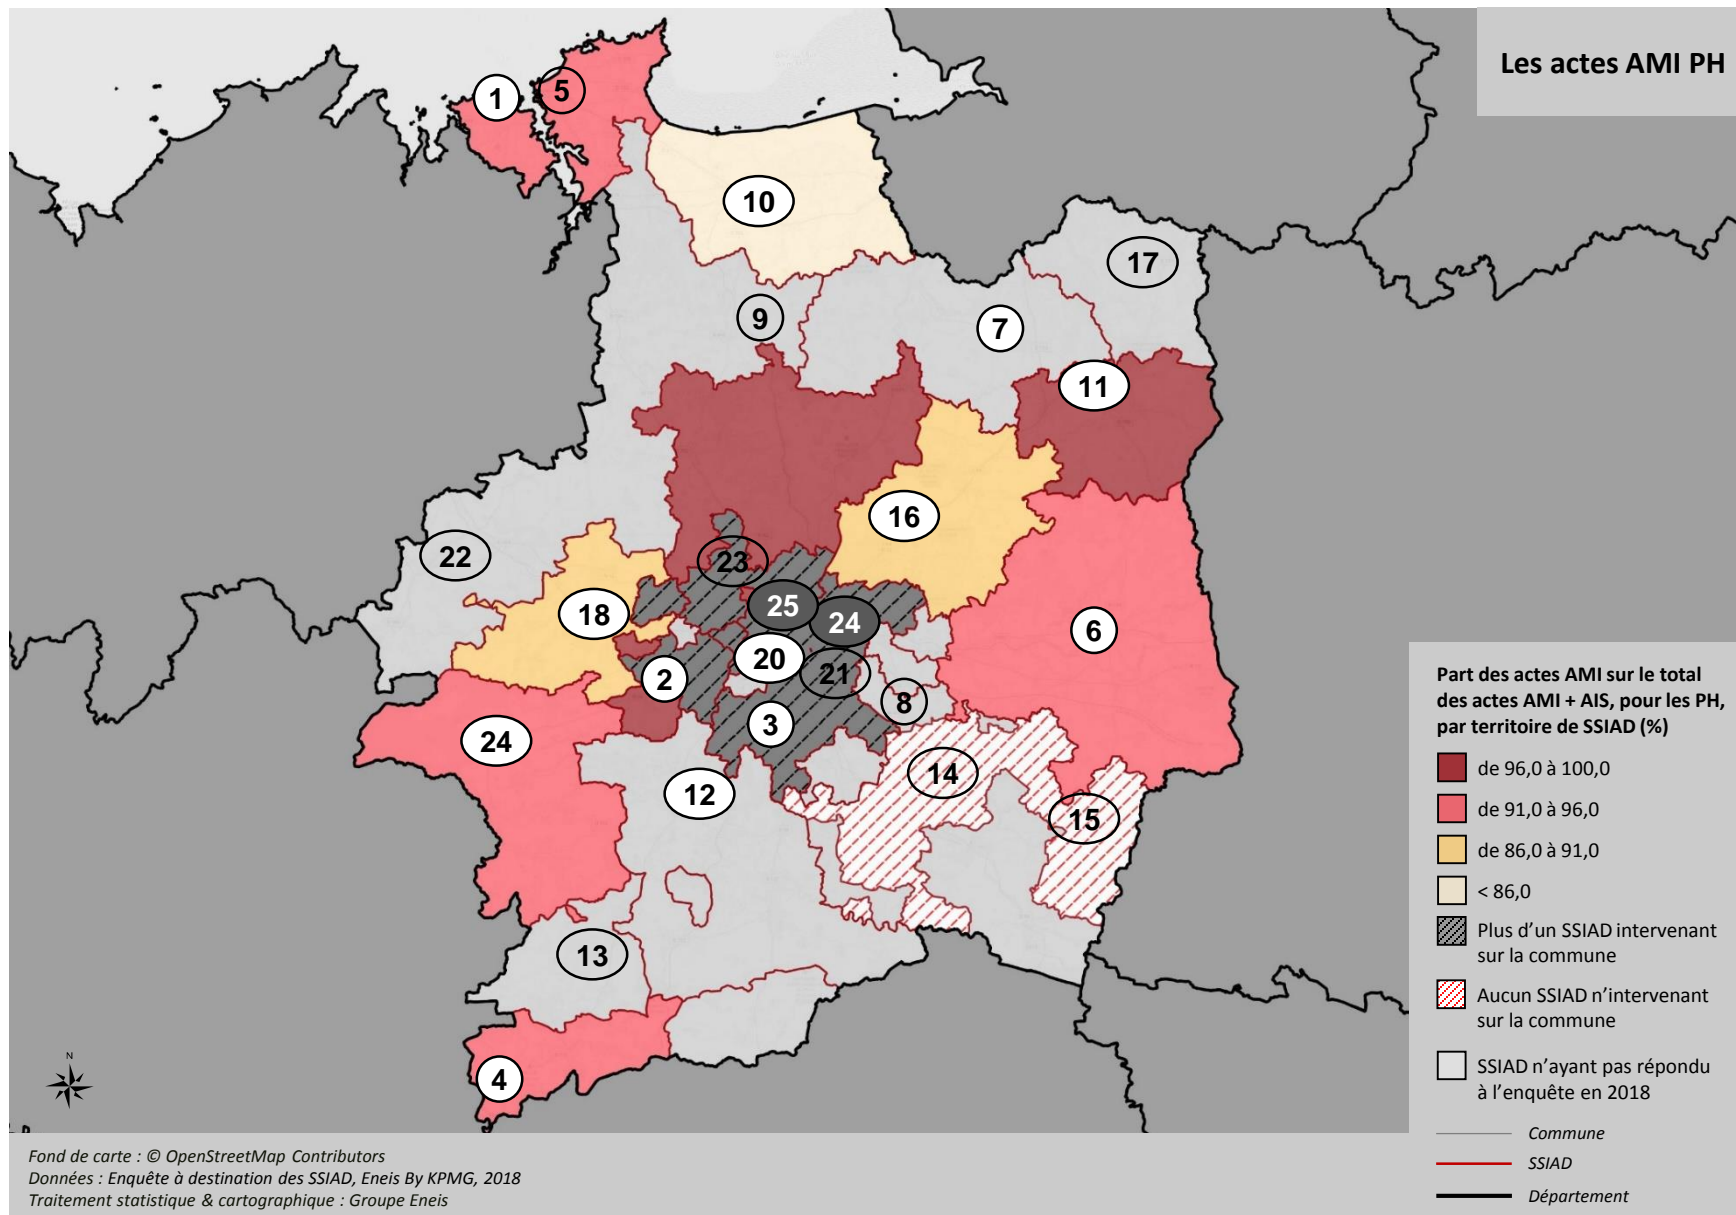 Les actes AMI PH
1
5
10
17
9
7
11
16
22
23
18
25
24
20
6
2
21
8
3
24
14
12
15
13
4
N
Part des actes AMI sur le total
des actes AMI + AIS, pour les PH,
par territoire de SSIAD (%)
de 96,0 à 100,0
de 91,0 à 96,0
de 86,0 à 91,0
< 86,0
Plus d'un SSIAD intervenant
sur la commune
Aucun SSIAD n'intervenant
sur la commune
SSIAD n'ayant pas répondu
à l'enquête en 2018
Commune
SSIAD
Département
Fond de carte : © OpenStreetMap Contributors
Données : Enquête à destination des SSIAD, Eneis By KPMG, 2018
Traitement statistique & cartographique : Groupe Eneis